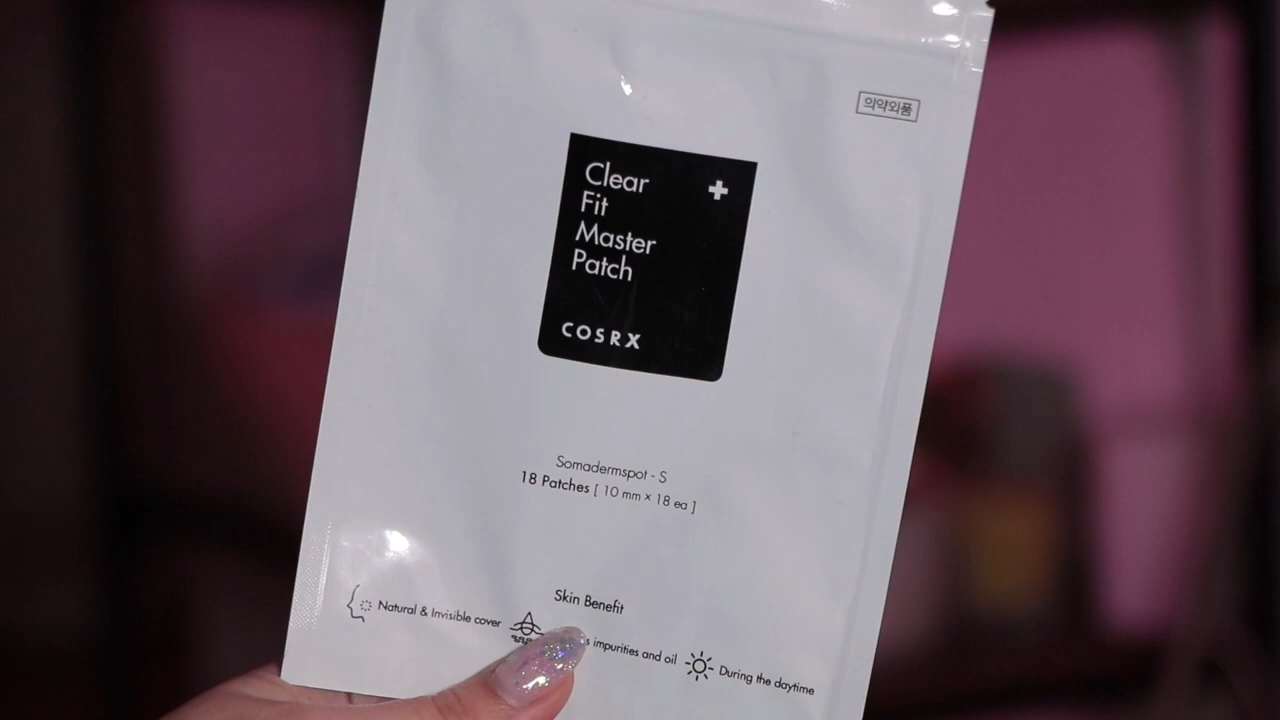 의약외품
Clear
Fit
Master
Patch
COSRX
Somadermspot - S
18 Patches [ 10 mm × 18 ea ]
Skin Benefit
Natural & Invisible cover
impurities and oil
During the daytime